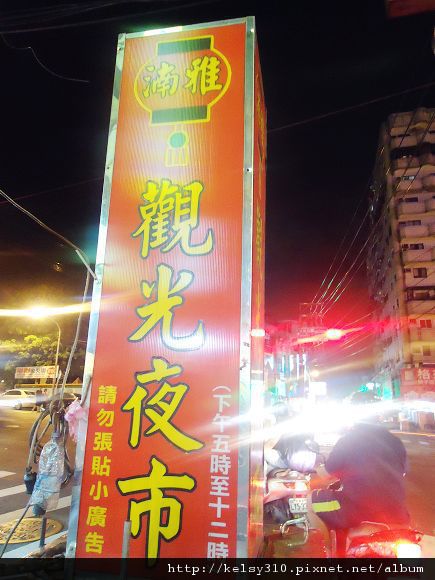 湳雅
觀光夜市
請勿張貼小廣告
(下午五時至十二時
http://kelsy310.pixnet.net/album